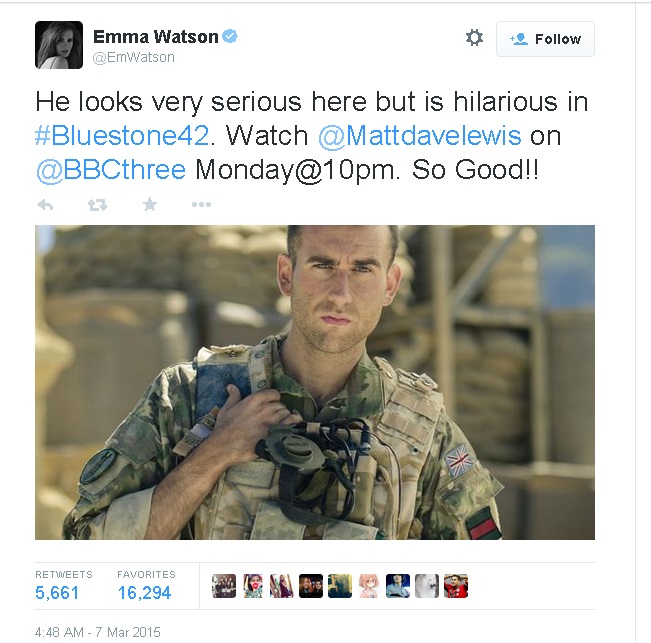 Emma Watson
@EmWatson
Follow
He looks very serious here but is hilarious in
#Bluestone42. Watch @Mattdavelewis on
@BBCthree Monday@10pm. So Good!!
RETWEETS FAVORITES
5,661 16,294
4:48 AM - 7 Mar 2015